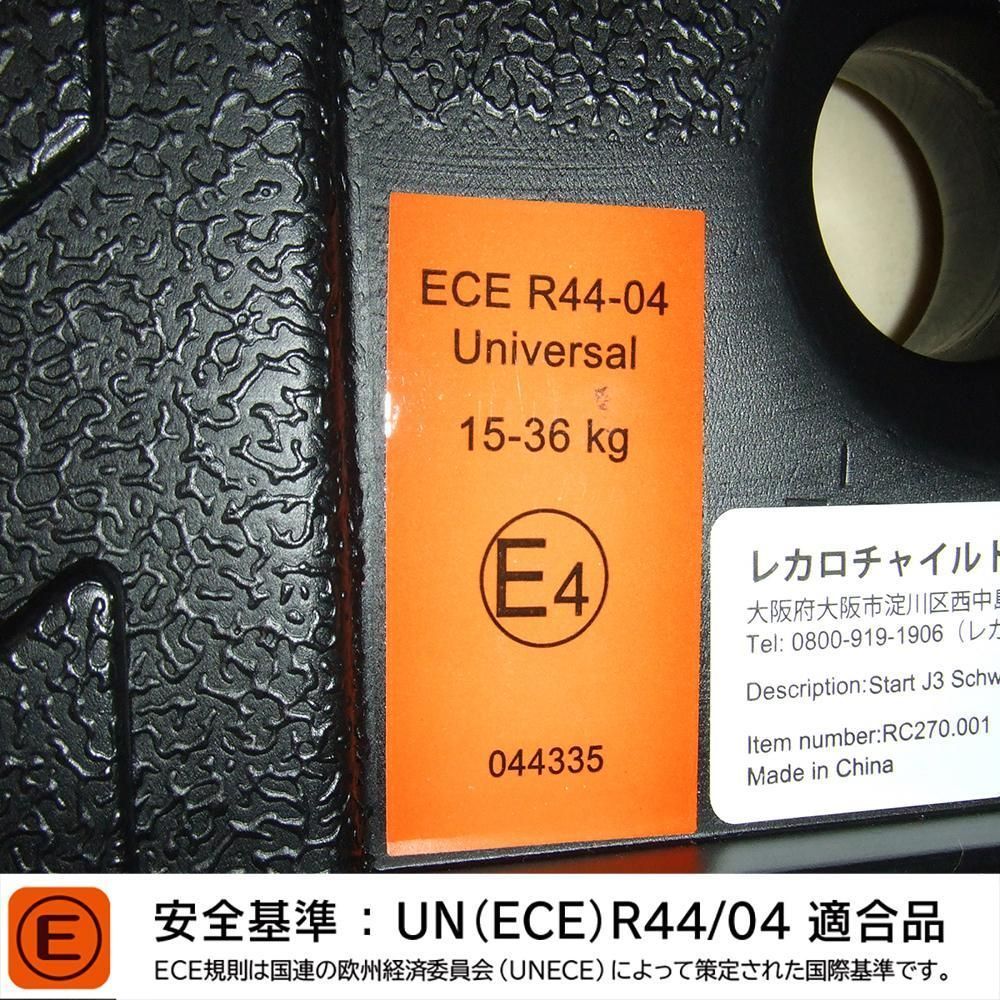 ECE R44-04
Universal
15-36 kg
E4
044335
レカロチャイルド
大阪府大阪市淀川区西中島
Tel: 0800-919-1906（レカ
Description:Start J3 Schw
Item number:RC270.001
Made in China
E
安全基準 ： UN(ECE)R44/04 適合品
ECE規則は国連の欧州経済委員会（UNECE）によって策定された国際基準です。